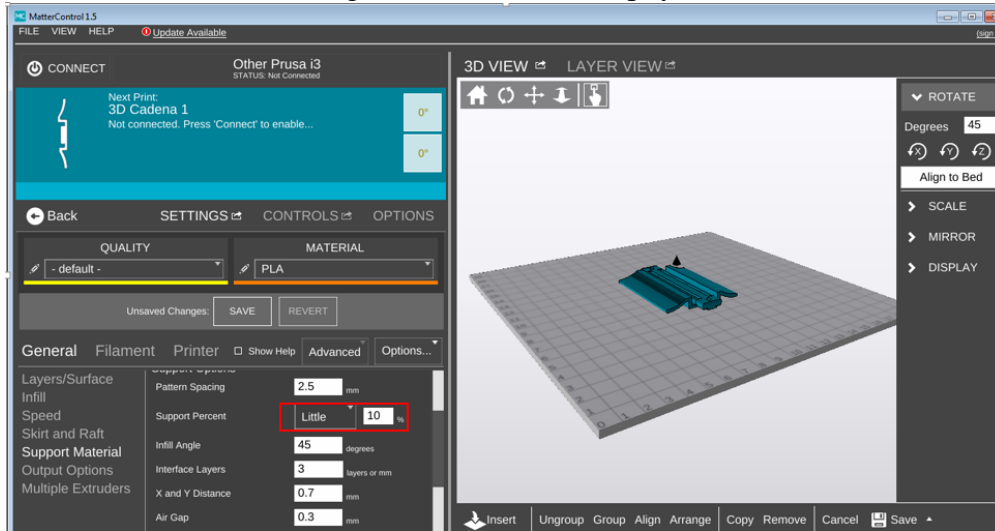 MatterControl 1.5
FILE VIEW HELP Update Available (sign
CONNECT
Other Prusa i3
STATUS: Not Connected
Next Print:
3D Cadena 1
Not connected. Press 'Connect' to enable...
0°
0°
Back SETTINGS CONTROLS OPTIONS
QUALITY MATERIAL
- default - PLA
Unsaved Changes: SAVE REVERT
General Filament Printer Show Help Advanced Options...
Layers/Surface
Infill
Speed
Skirt and Raft
Support Material
Output Options
Multiple Extruders
Support Options
Pattern Spacing 2.5 mm
Support Percent Little 10 %
Infill Angle 45 degrees
Interface Layers 3 layers or mm
X and Y Distance 0.7 mm
Air Gap 0.3 mm
3D VIEW LAYER VIEW
ROTATE
Degrees 45
X Y Z
Align to Bed
SCALE
MIRROR
DISPLAY
Insert Ungroup Group Align Arrange Copy Remove Cancel Save